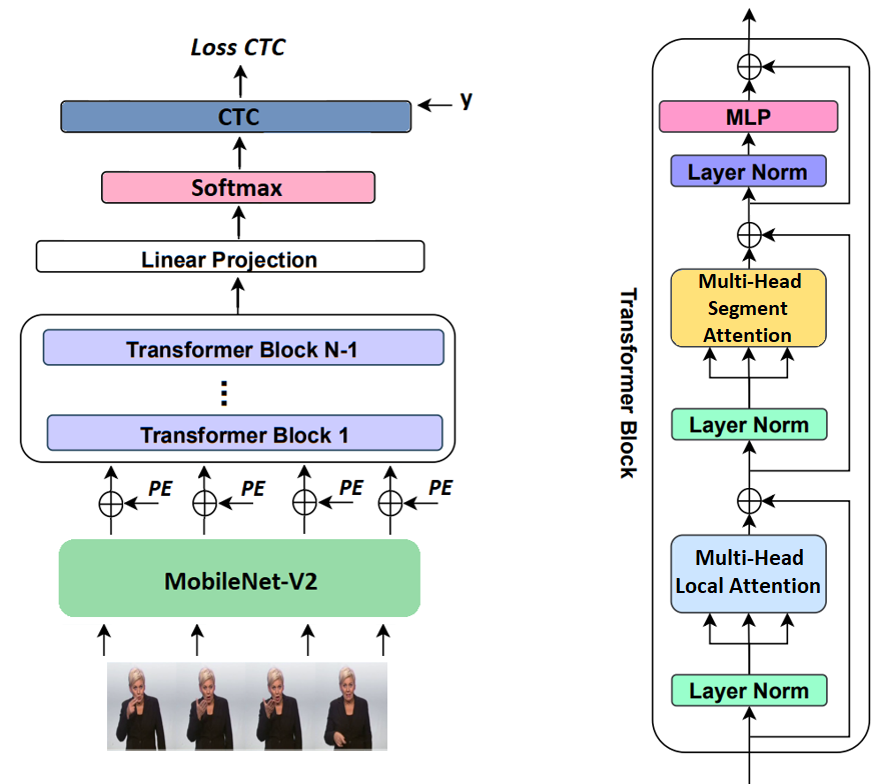 Loss CTC
y
CTC
Softmax
Linear Projection
Transformer Block N-1
⋮
Transformer Block 1
PE
PE
PE
PE
MobileNet-V2
MLP
Layer Norm
Multi-Head
Segment
Attention
Layer Norm
Multi-Head
Local Attention
Layer Norm
Transformer Block